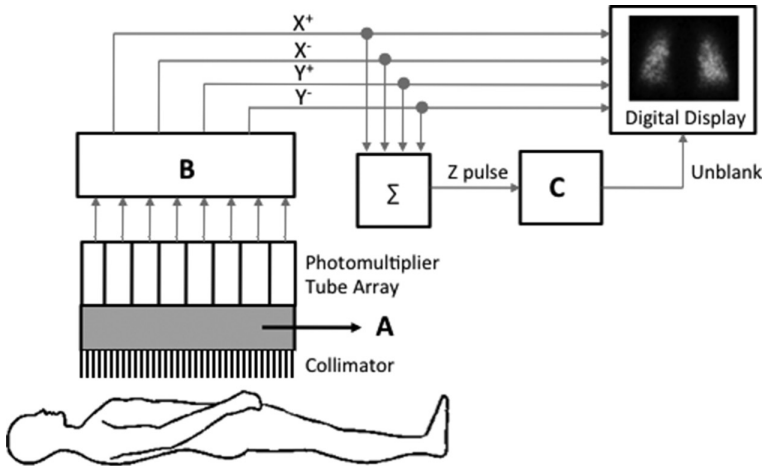 X+
X-
Y+
Y-
Digital Display
B
Σ
Z pulse
C
Unblank
Photomultiplier
Tube Array
A
Collimator